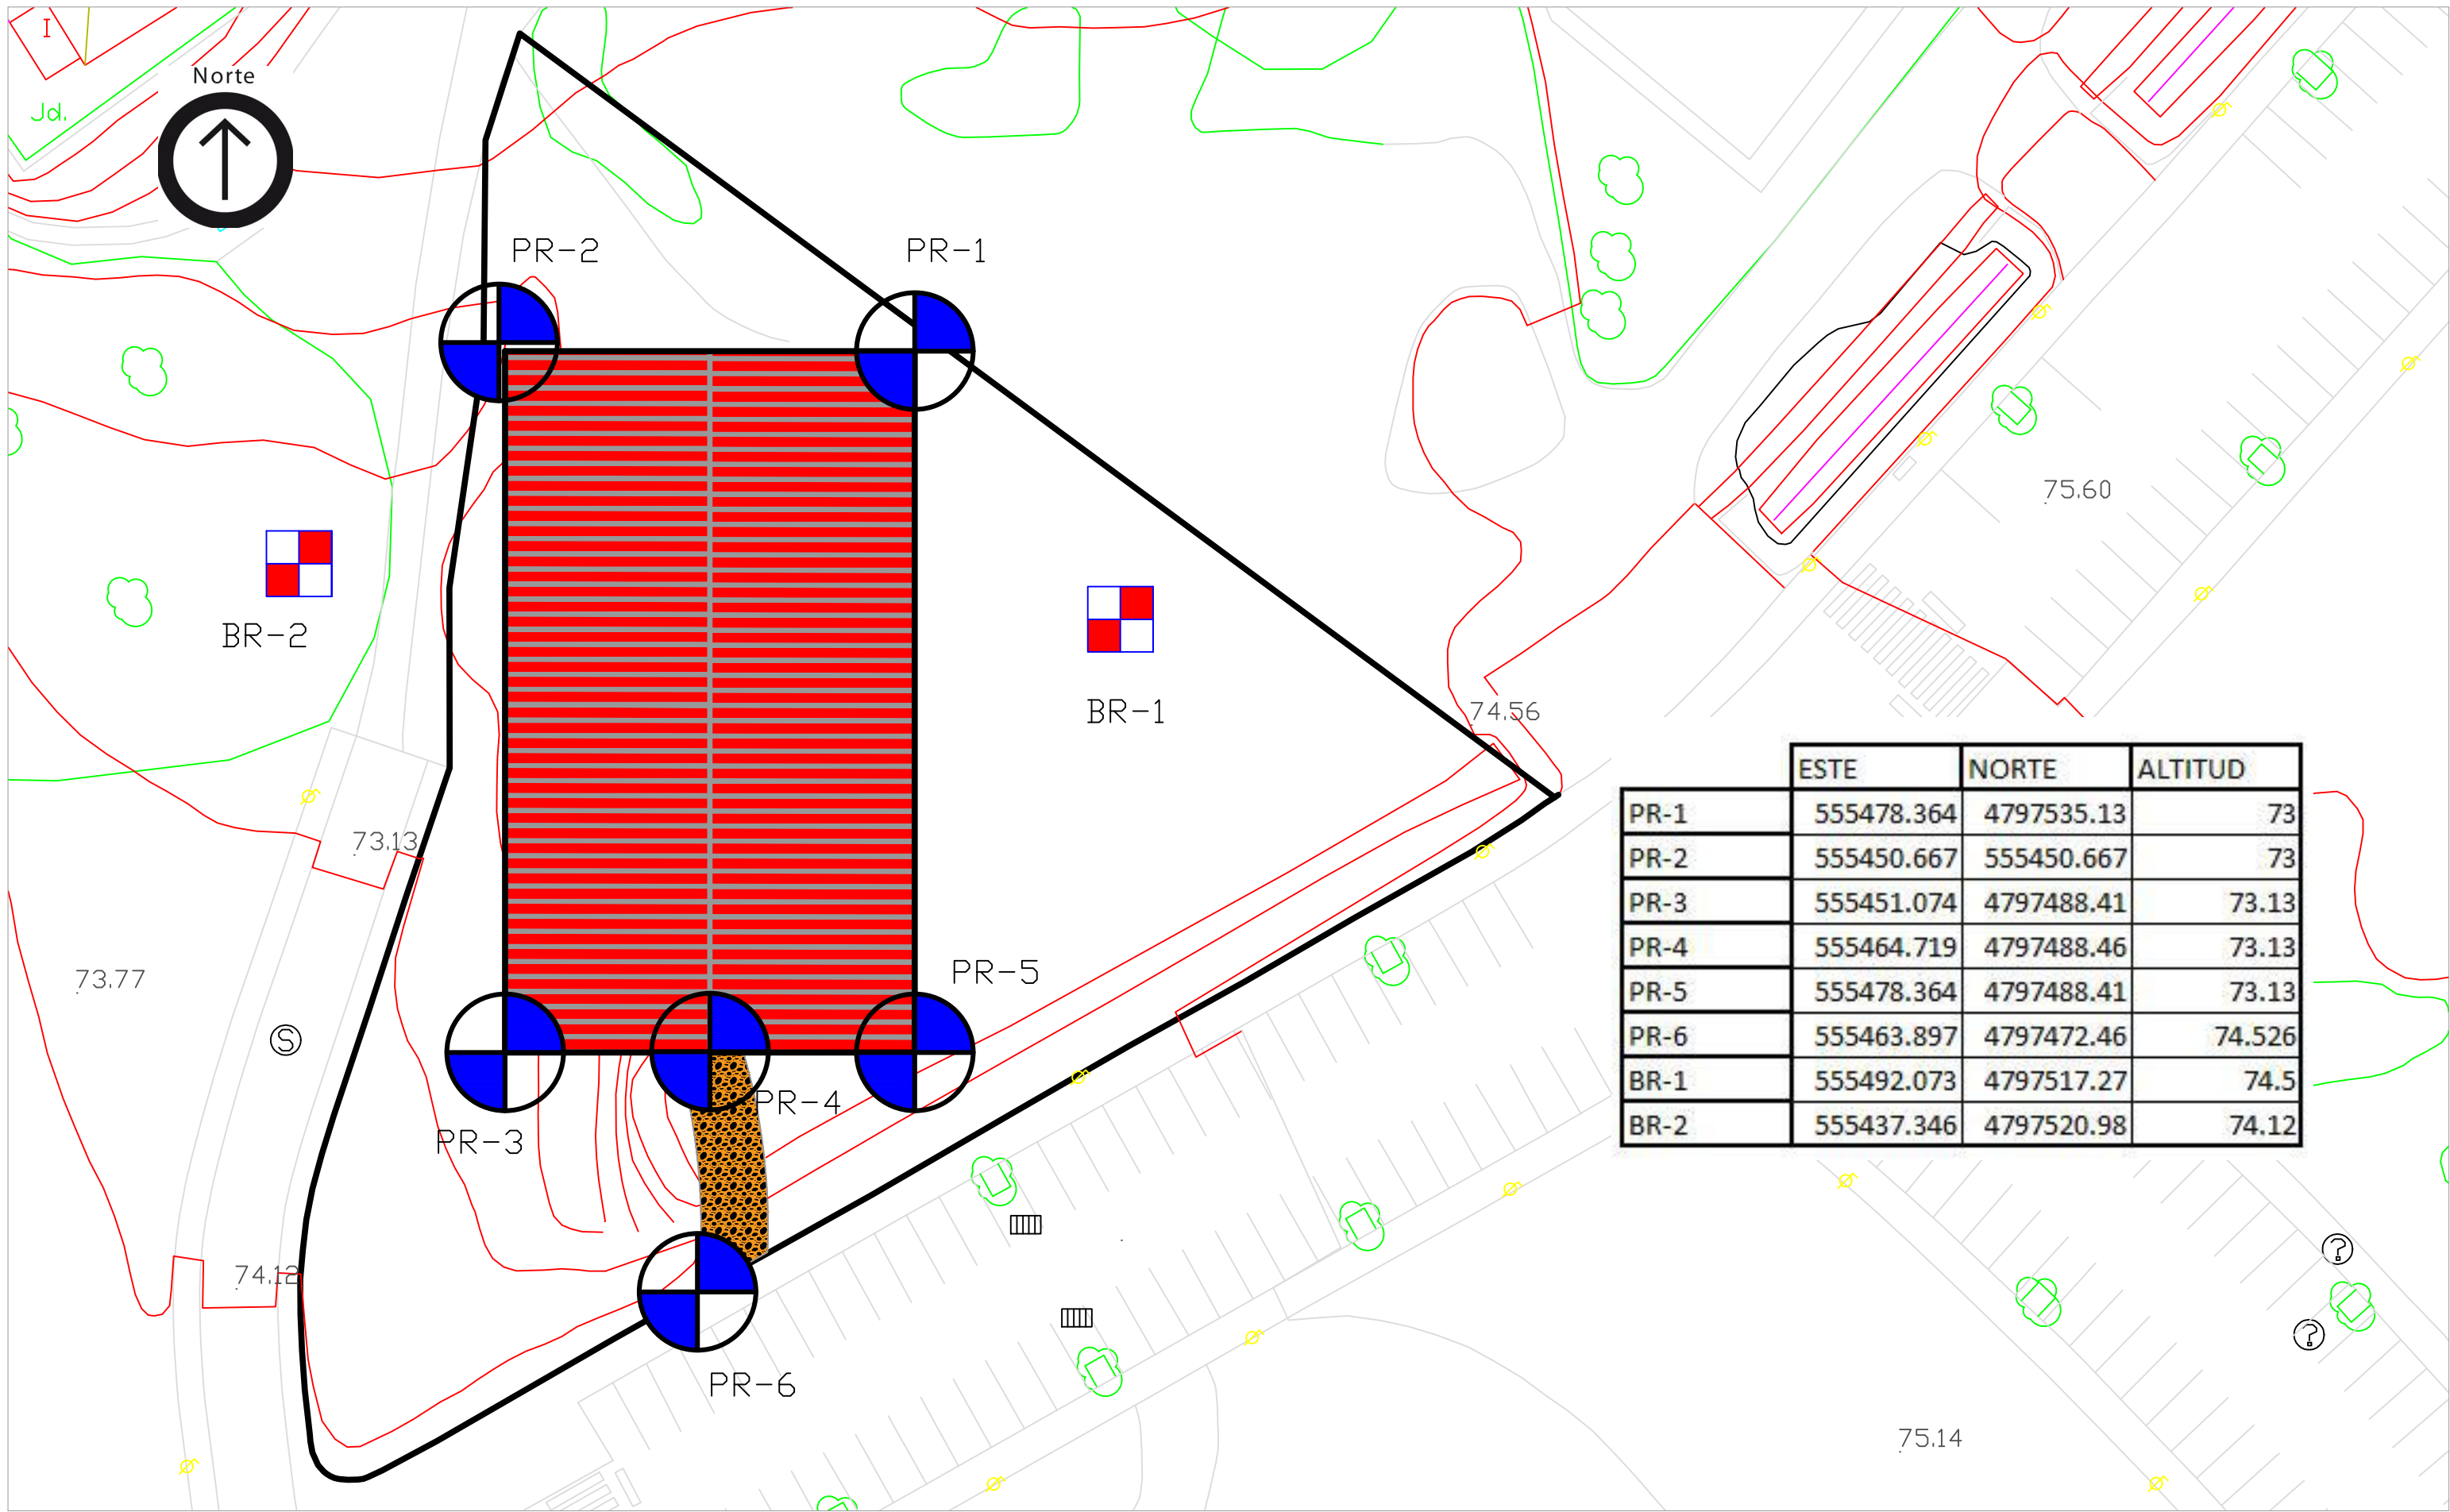 I
Norte
Jd.
PR-2
PR-1
75.60
BR-2
BR-1
74.56
73.13
73.77
PR-5
S
PR-4
PR-3
74.12
PR-6
?
?
75.14
ESTE NORTE ALTITUD
PR-1 555478.364 4797535.13 73
PR-2 555450.667 555450.667 73
PR-3 555451.074 4797488.41 73.13
PR-4 555464.719 4797488.46 73.13
PR-5 555478.364 4797488.41 73.13
PR-6 555463.897 4797472.46 74.526
BR-1 555492.073 4797517.27 74.5
BR-2 555437.346 4797520.98 74.12